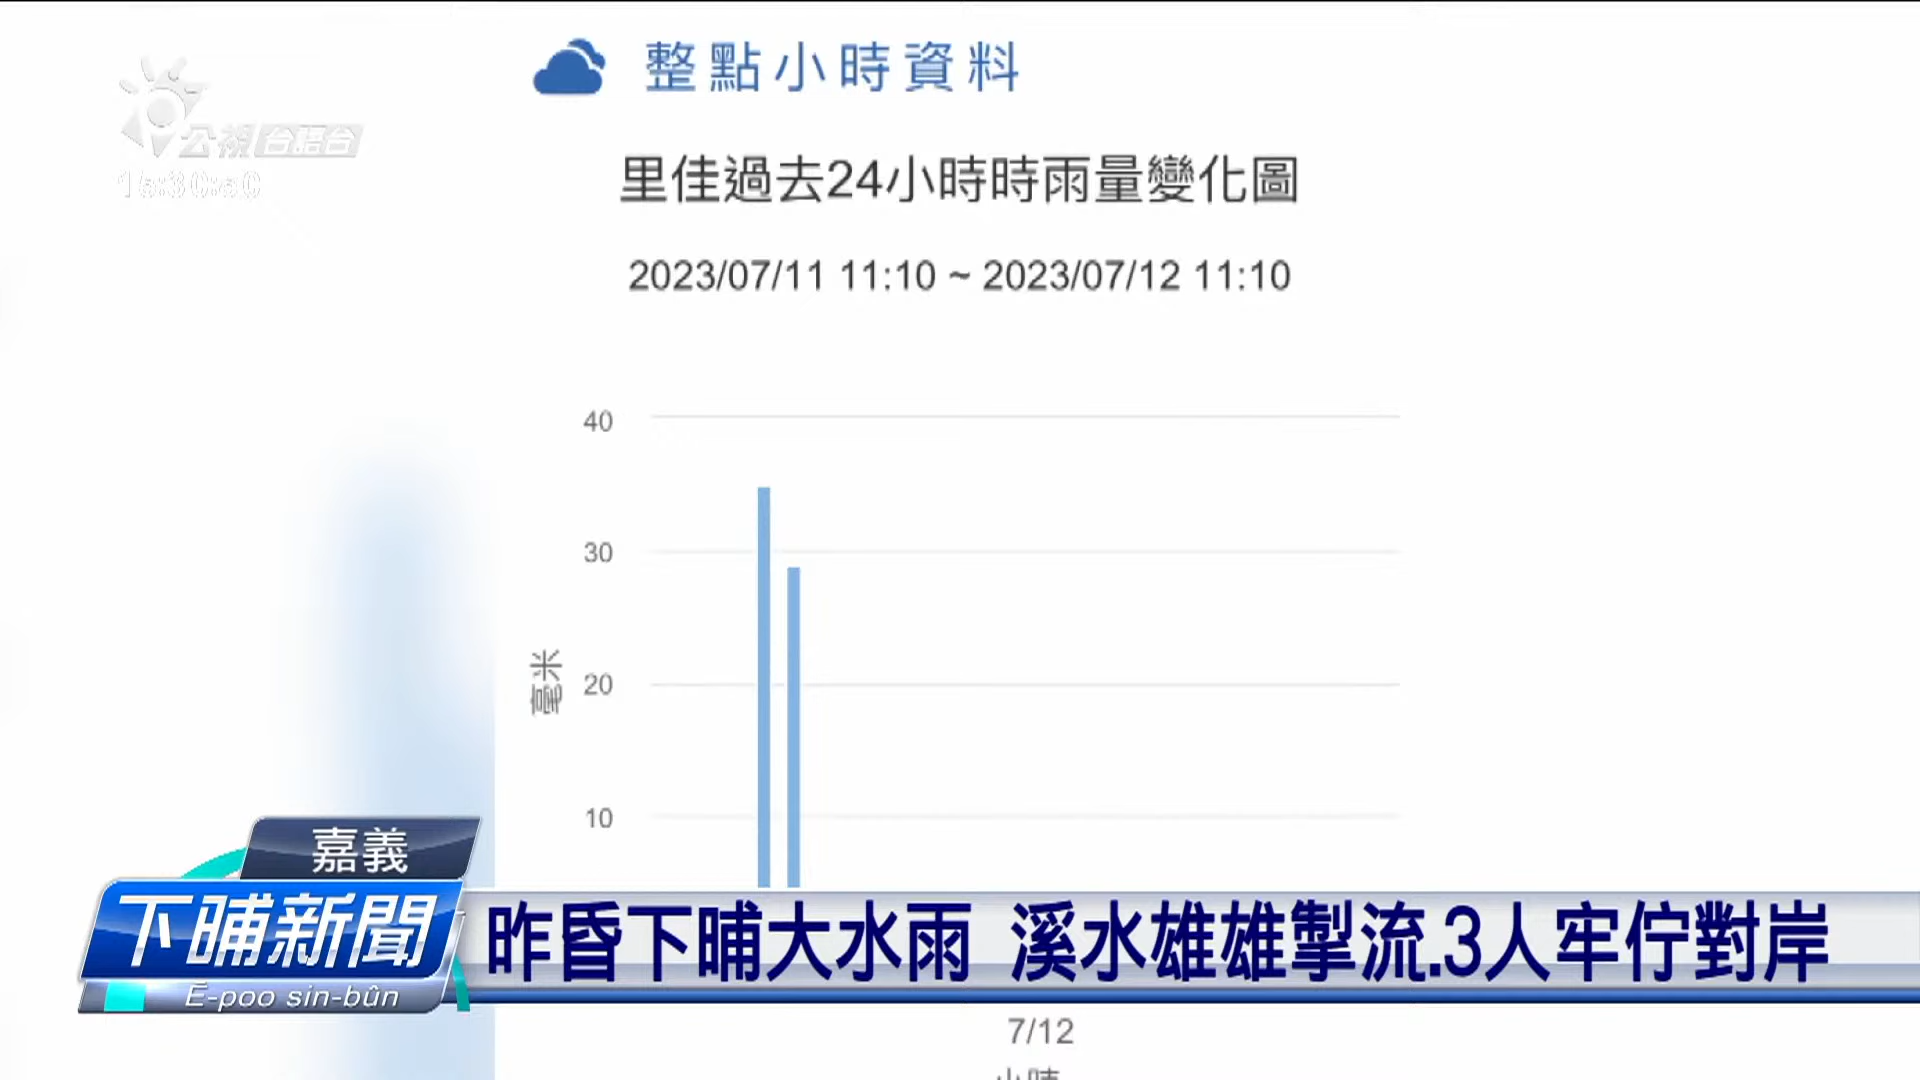 整點小時資料
公視台語台
里佳過去24小時時雨量變化圖
2023/07/11 11:10 ~ 2023/07/12 11:10
40
30
20
10
毫米
嘉義
下晡新聞
Ē-poo sin-bûn
昨昏下晡大水雨 溪水雄雄掣流.3人牢佇對岸
7/12
小時